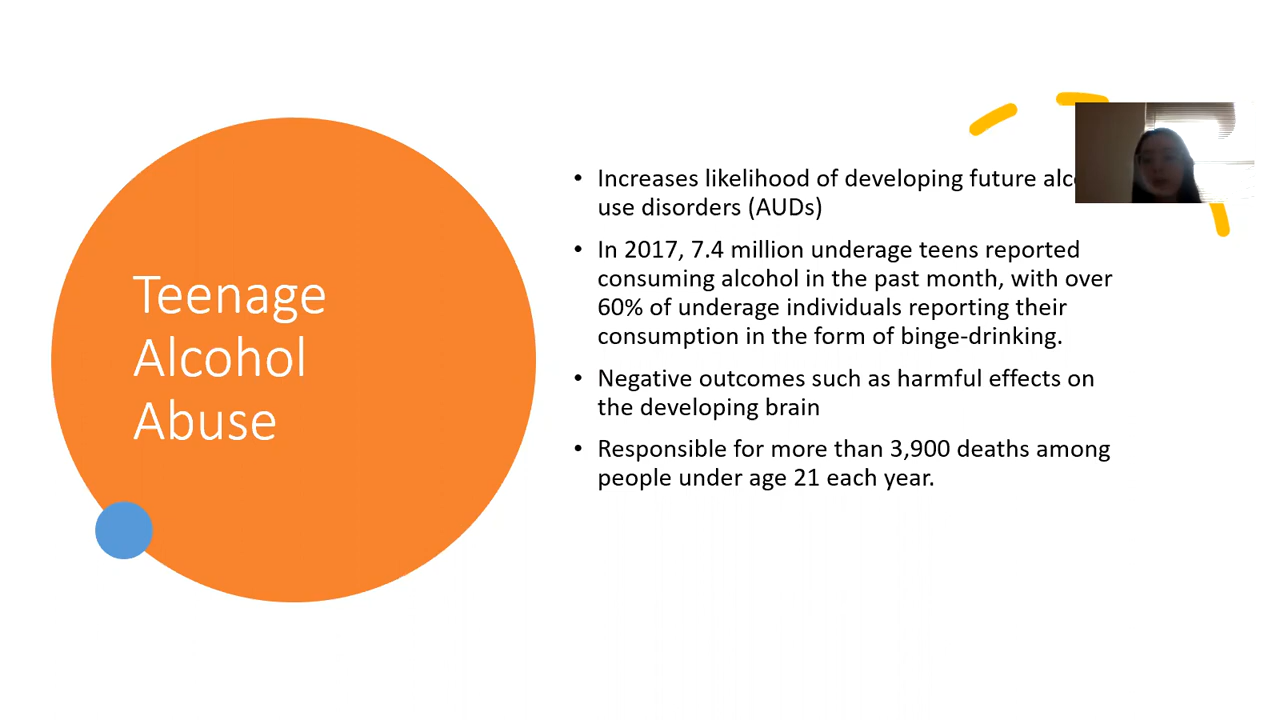 Teenage
Alcohol
Abuse
• Increases likelihood of developing future
use disorders (AUDs)
• In 2017, 7.4 million underage teens reported
consuming alcohol in the past month, with over
60% of underage individuals reporting their
consumption in the form of binge-drinking.
• Negative outcomes such as harmful effects on
the developing brain
• Responsible for more than 3,900 deaths among
people under age 21 each year.